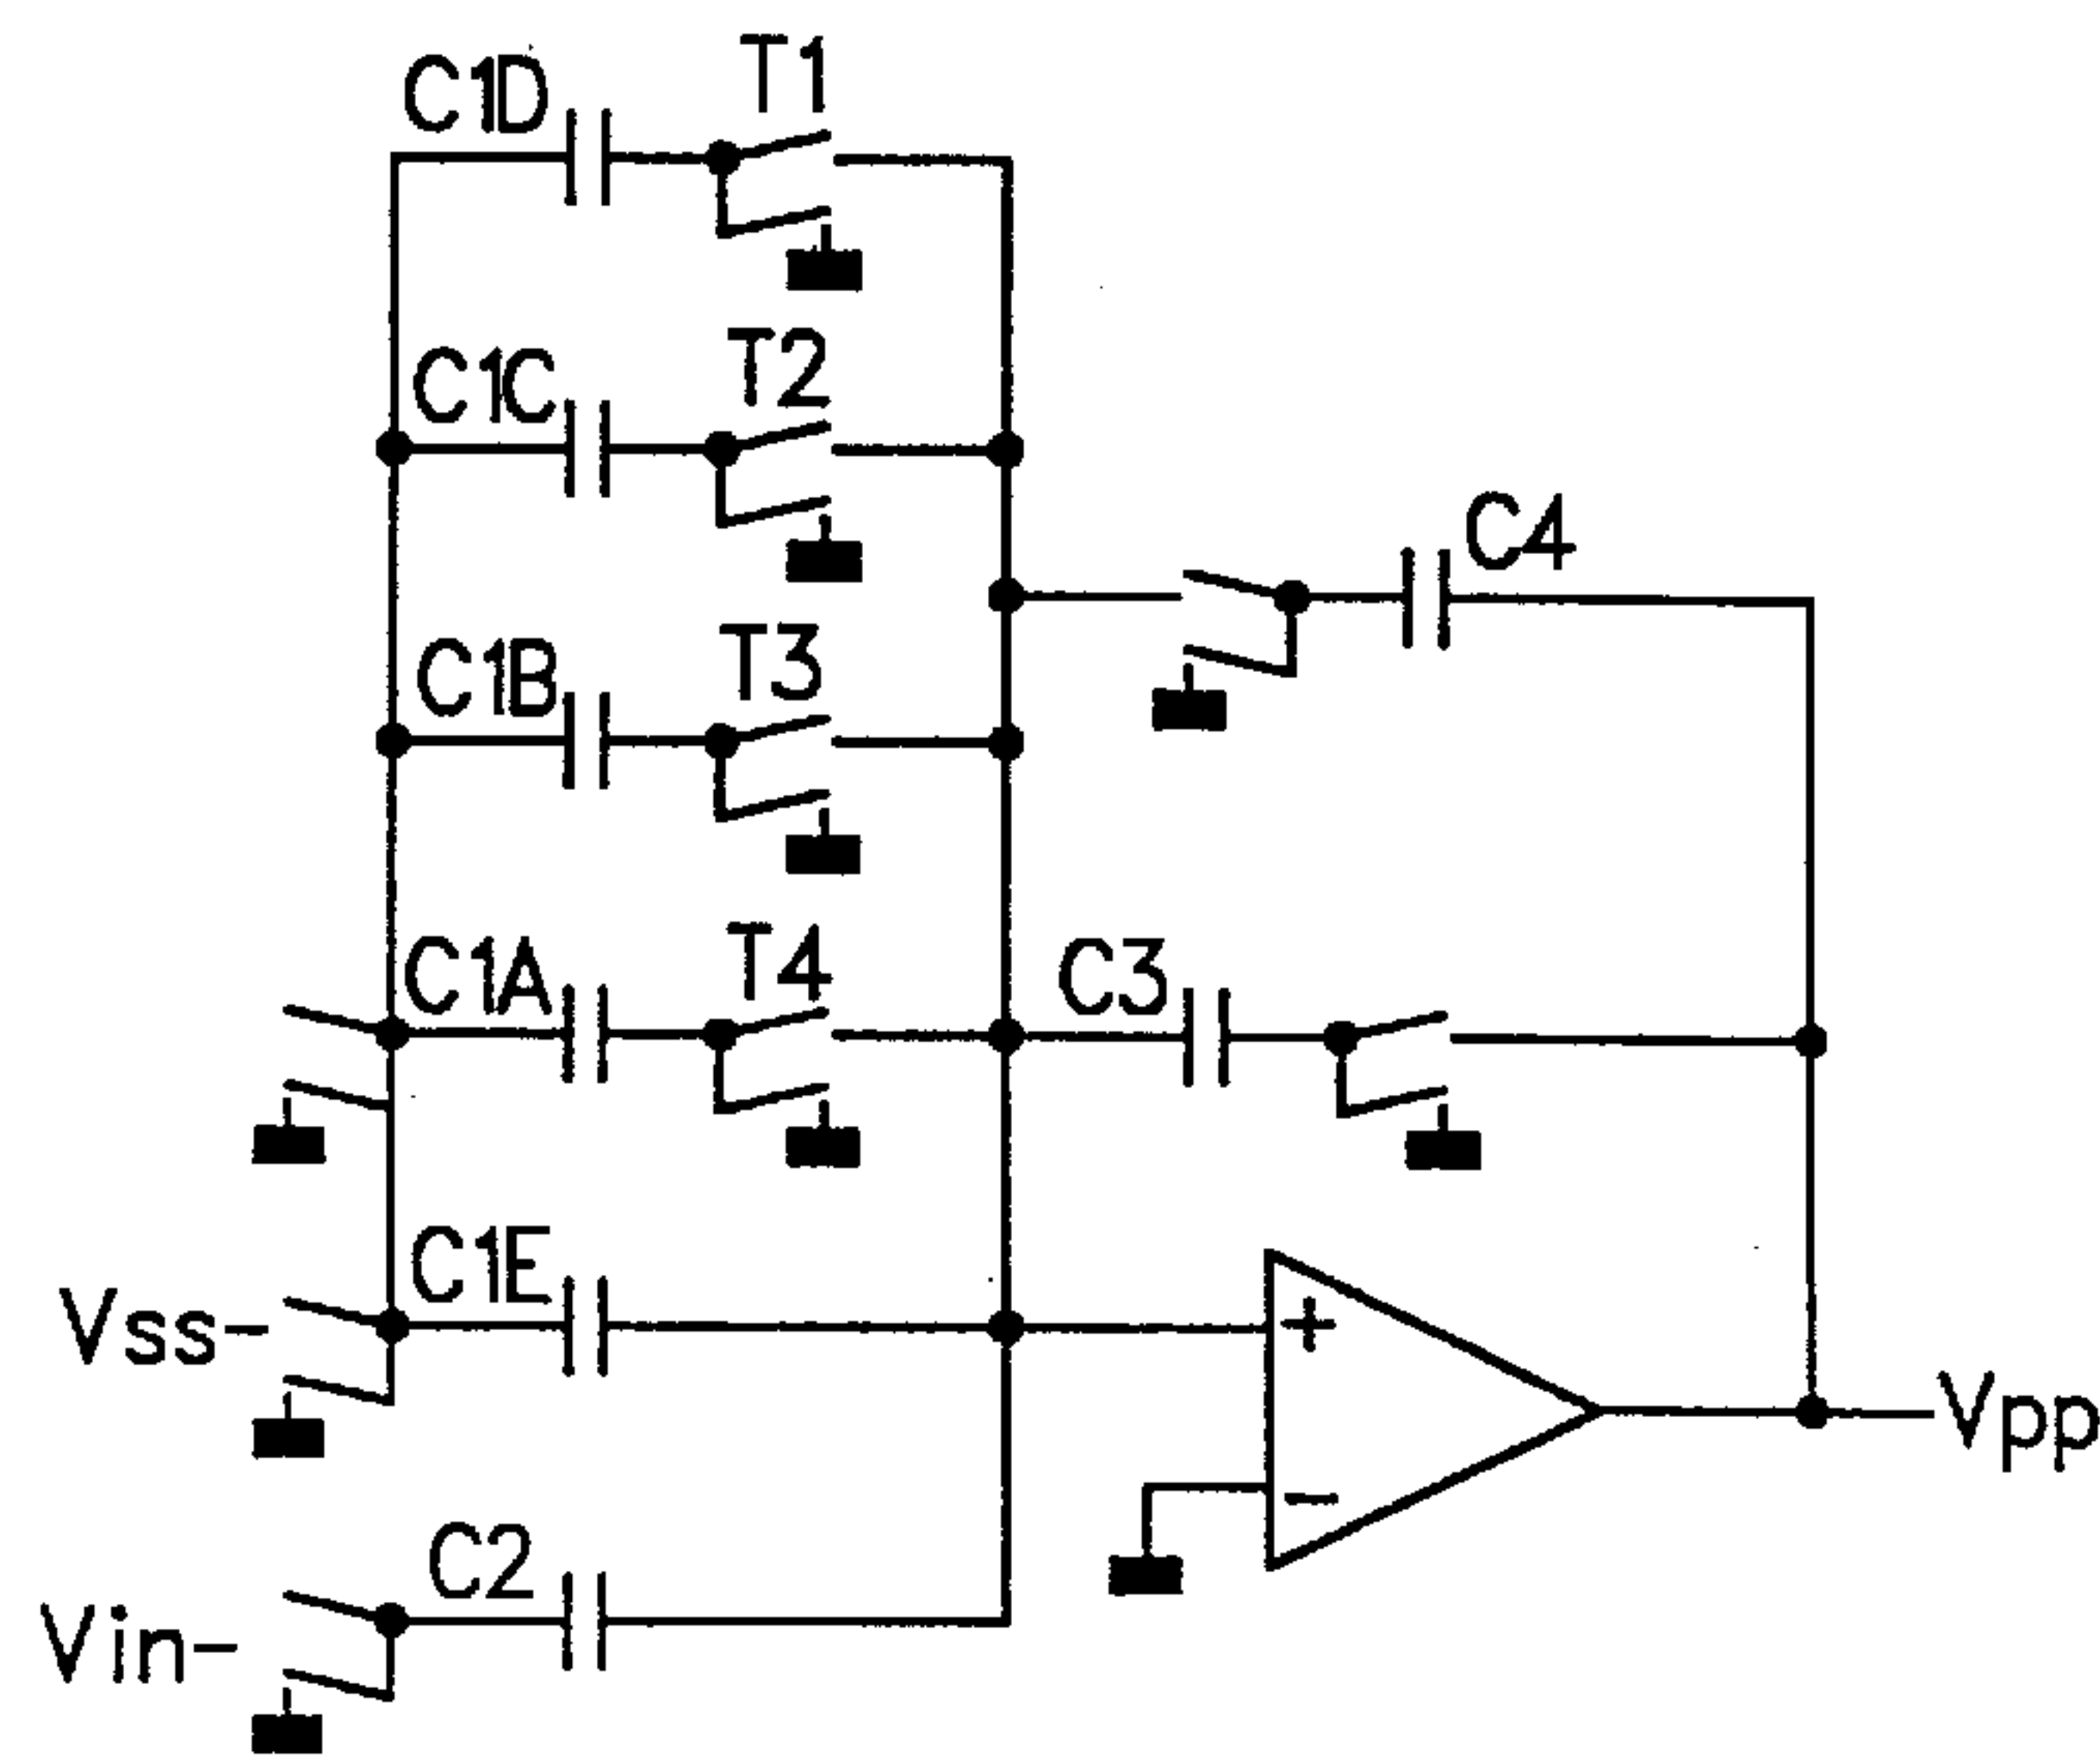 C1D
T1
C1C
T2
C4
C1B
T3
C1A
T4
C3
C1E
Vss-
+
Vpp
-
C2
Vin-